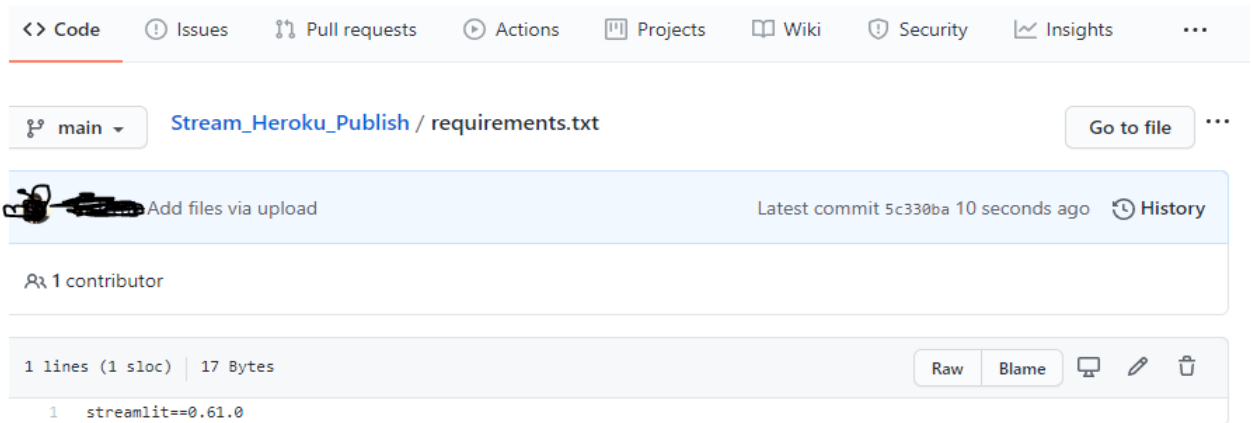 <> Code Issues Pull requests Actions Projects Wiki Security Insights ...
main Stream_Heroku_Publish / requirements.txt Go to file ...
Add files via upload Latest commit 5c330ba 10 seconds ago History
1 contributor
1 lines (1 sloc) 17 Bytes Raw Blame
1 streamlit==0.61.0